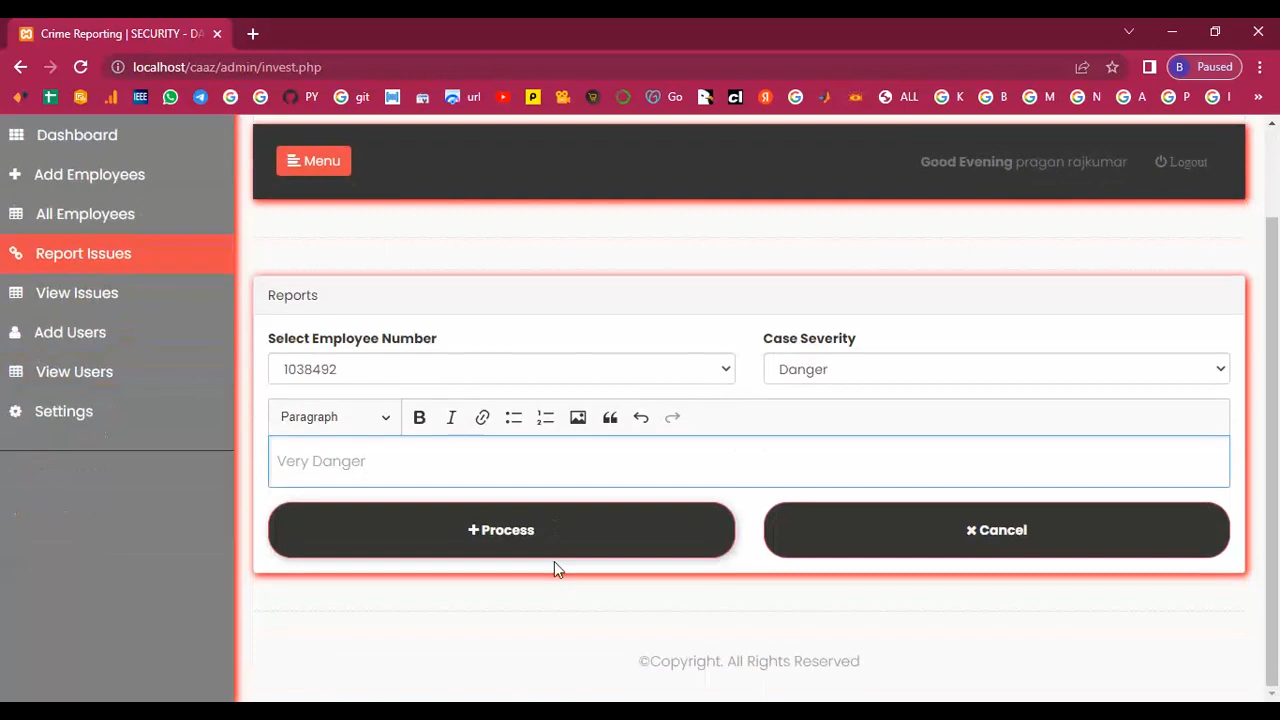 Crime Reporting | SECURITY - DA
localhost/caaz/admin/invest.php
B Paused
IEEE PY git url P Go cl ALL K B M N A P I »
Dashboard
Add Employees
All Employees
Report Issues
View Issues
Add Users
View Users
Settings
Menu
Good Evening pragan rajkumar
Logout
Reports
Select Employee Number
Case Severity
1038492
Danger
Paragraph B I
Very Danger
Process
Cancel
©Copyright. All Rights Reserved